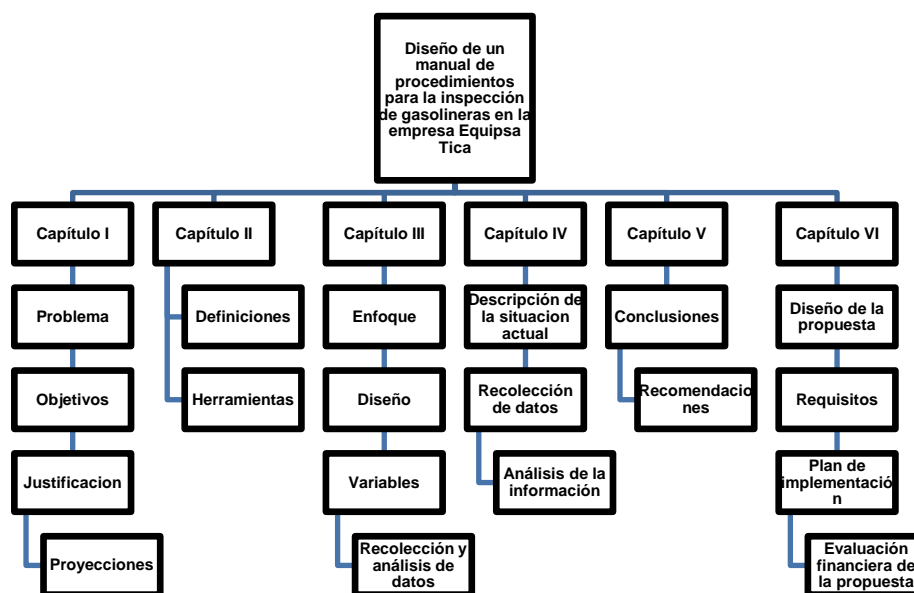 Diseño de un
manual de
procedimientos
para la inspección
de gasolineras en la
empresa Equipsa
Tica
Capítulo I
Problema
Objetivos
Justificacion
Proyecciones
Capítulo II
Definiciones
Herramientas
Capítulo III
Enfoque
Diseño
Variables
Recolección y
análisis de
datos
Capítulo IV
Descripción de
la situacion
actual
Recolección
de datos
Análisis de la
información
Capítulo V
Conclusiones
Recomendacio
nes
Capítulo VI
Diseño de la
propuesta
Requisitos
Plan de
implementació
n
Evaluación
financiera de
la propuesta